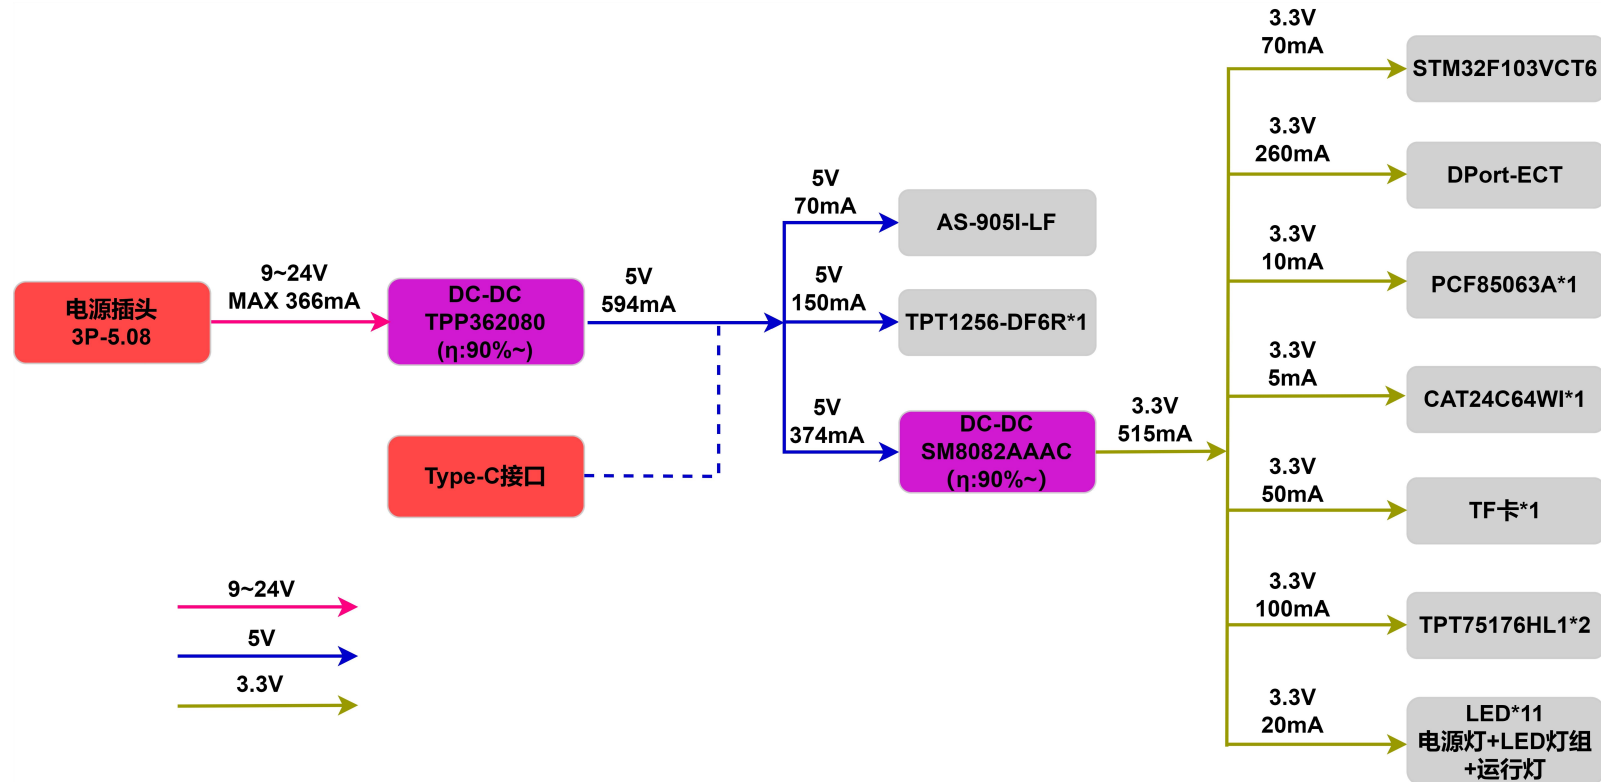 电源插头
3P-5.08
9~24V
MAX 366mA
DC-DC
TPP362080
(η:90%~)
Type-C接口
5V
594mA
5V
70mA
AS-905I-LF
5V
150mA
TPT1256-DF6R*1
5V
374mA
DC-DC
SM8082AAAC
（η:90%~）
3.3V
515mA
3.3V
70mA
STM32F103VCT6
3.3V
260mA
DPort-ECT
3.3V
10mA
PCF85063A*1
3.3V
5mA
CAT24C64WI*1
3.3V
50mA
TF卡*1
3.3V
100mA
TPT75176HL1*2
3.3V
20mA
LED*11
电源灯+LED灯组
+运行灯
9~24V
5V
3.3V